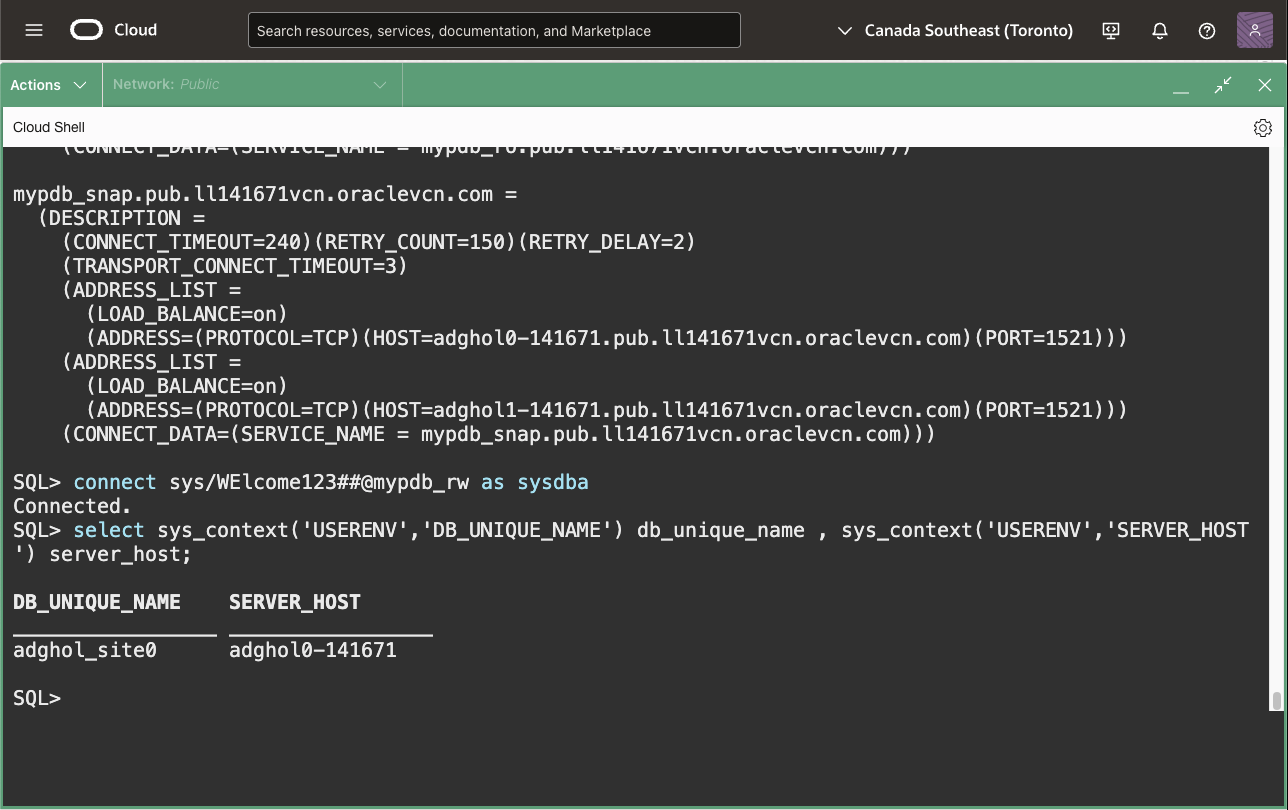 Cloud
Search resources, services, documentation, and Marketplace
Canada Southeast (Toronto)
Actions
Network: Public
Cloud Shell
(CONNECT_DATA=(SERVICE_NAME = mypdb_ro.pub.ll141671vcn.oraclevcn.com)))
mypdb_snap.pub.ll141671vcn.oraclevcn.com =
(DESCRIPTION =
(CONNECT_TIMEOUT=240)(RETRY_COUNT=150)(RETRY_DELAY=2)
(TRANSPORT_CONNECT_TIMEOUT=3)
(ADDRESS_LIST =
(LOAD_BALANCE=on)
(ADDRESS=(PROTOCOL=TCP)(HOST=adghol0-141671.pub.ll141671vcn.oraclevcn.com)(PORT=1521)))
(ADDRESS_LIST =
(LOAD_BALANCE=on)
(ADDRESS=(PROTOCOL=TCP)(HOST=adghol1-141671.pub.ll141671vcn.oraclevcn.com)(PORT=1521)))
(CONNECT_DATA=(SERVICE_NAME = mypdb_snap.pub.ll141671vcn.oraclevcn.com)))
SQL> connect sys/WElcome123##@mypdb_rw as sysdba
Connected.
SQL> select sys_context('USERENV','DB_UNIQUE_NAME') db_unique_name , sys_context('USERENV','SERVER_HOST
') server_host;
DB_UNIQUE_NAME SERVER_HOST
adghol_site0 adghol0-141671
SQL>